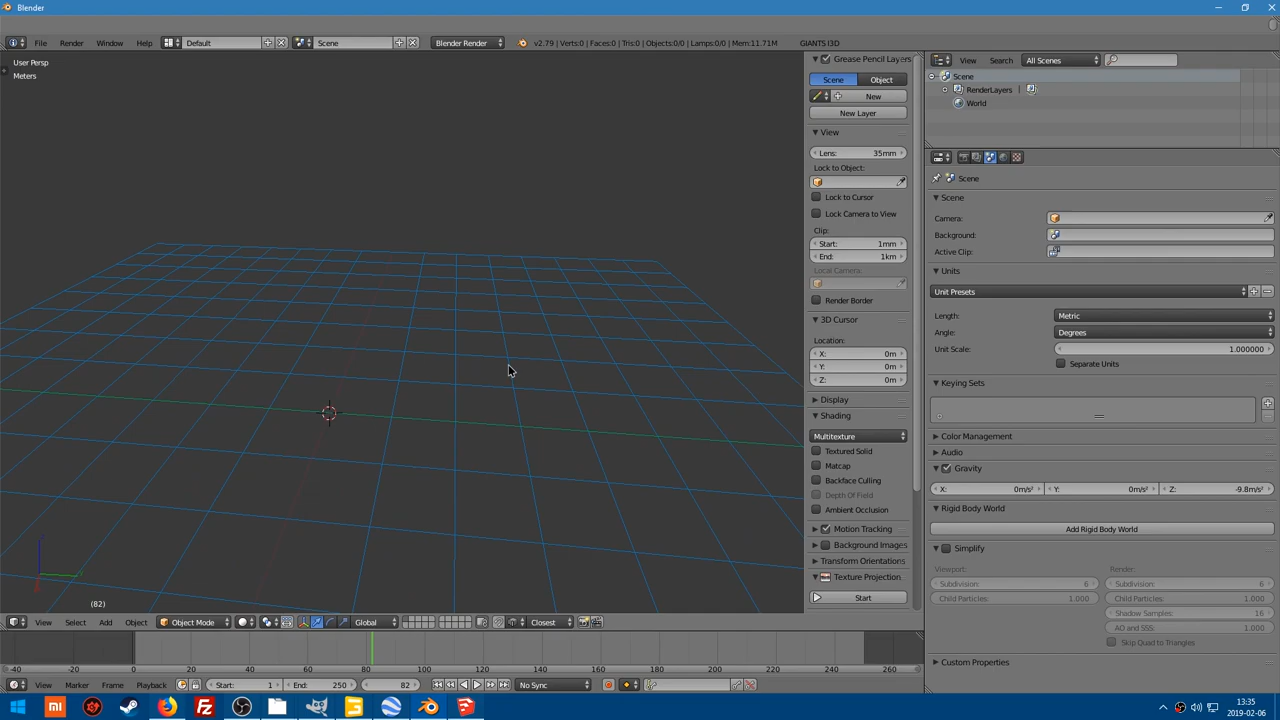 Blender
File Render Window Help Default Scene Blender Render v2.79 | Verts:0 | Faces:0 | Tris:0 | Objects:0/0 | Lamps:0/0 | Mem:11.71M GIANTS I3D
User Persp
Meters
(82)
View Select Add Object Object Mode Global Closest
Grease Pencil Layers
Scene Object
New
New Layer
View
Lens: 35mm
Lock to Object:
Lock to Cursor
Lock Camera to View
Clip:
Start: 1mm
End: 1km
Local Camera:
Render Border
3D Cursor
Location:
X: 0m
Y: 0m
Z: 0m
Display
Shading
Multitexture
Textured Solid
Matcap
Backface Culling
Depth Of Field
Ambient Occlusion
Motion Tracking
Background Images
Transform Orientations
Texture Projection
Start
View Search All Scenes
Scene
RenderLayers |
World
Scene
Scene
Camera:
Background:
Active Clip:
Units
Unit Presets
Length: Metric
Angle: Degrees
Unit Scale: 1.000000
Separate Units
Keying Sets
Color Management
Audio
Gravity
X: 0m/s² Y: 0m/s² Z: -9.8m/s²
Rigid Body World
Add Rigid Body World
Simplify
Viewport: Render:
Subdivision: 6 Subdivision: 6
Child Particles: 1.000 Child Particles: 1.000
Shadow Samples: 16
AO and SSS: 1.000
Skip Quad to Triangles
Custom Properties
-40 -20 0 20 40 60 80 100 120 140 160 180 200 220 240 260
View Marker Frame Playback Start: 1 End: 250 82 No Sync
13:35
2019-02-06